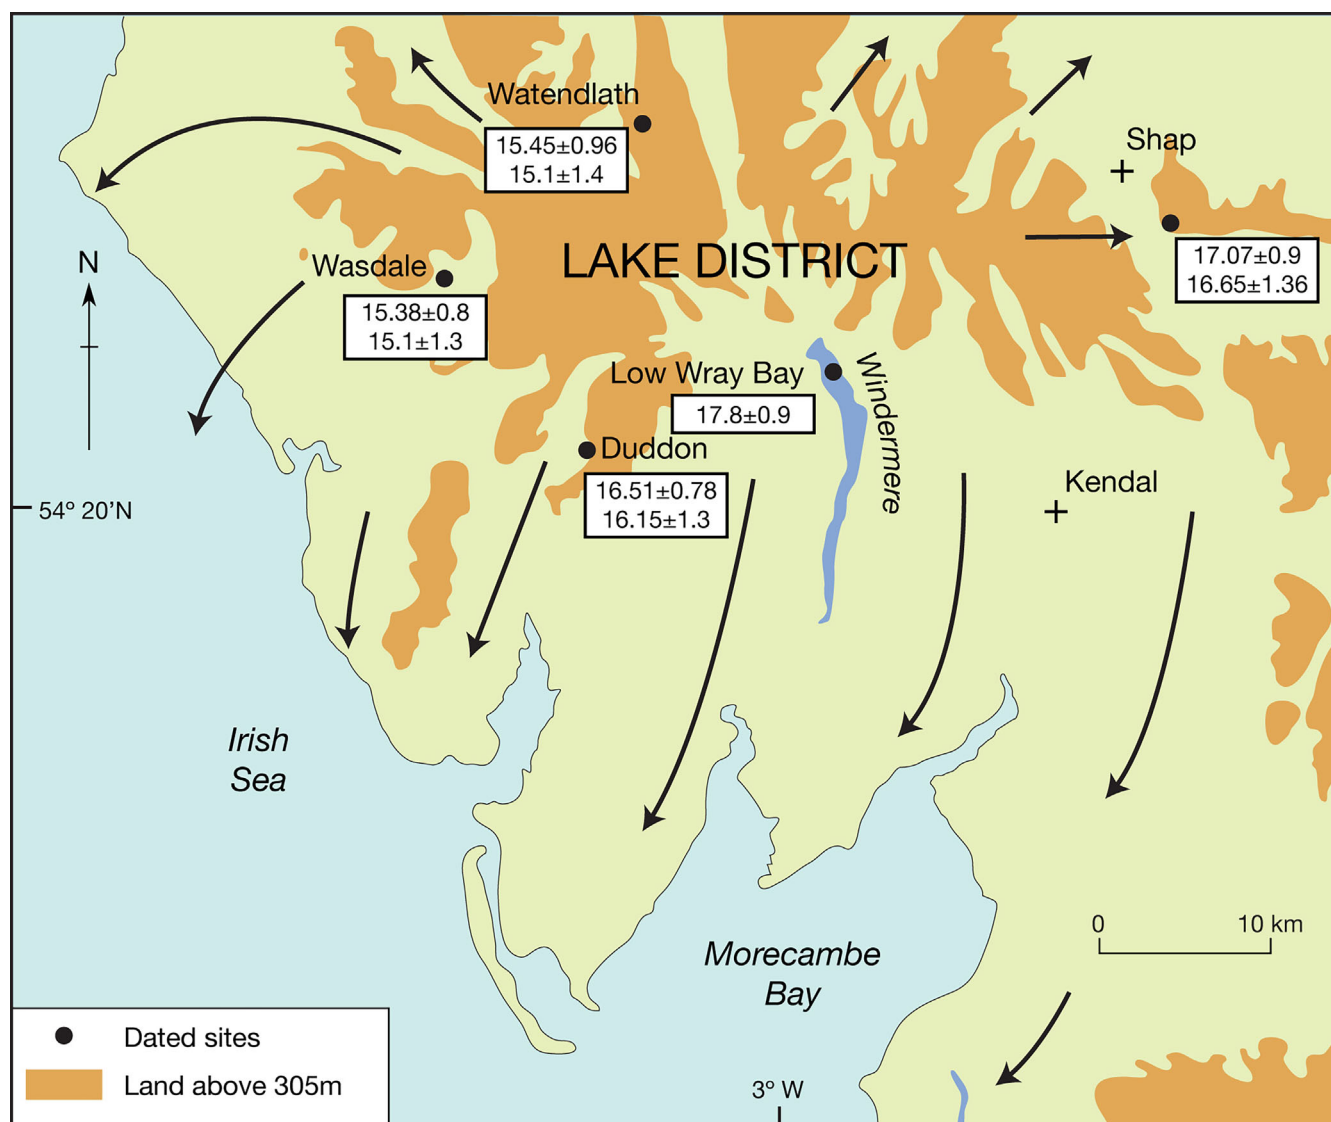 Watendlath
15.45±0.96
15.1±1.4
Shap
17.07±0.9
16.65±1.36
LAKE DISTRICT
N
Wasdale
15.38±0.8
15.1±1.3
Low Wray Bay
17.8±0.9
Windermere
Duddon
16.51±0.78
16.15±1.3
Kendal
54º 20’N
Irish
Sea
Morecambe
Bay
0 10 km
3º W
Dated sites
Land above 305m